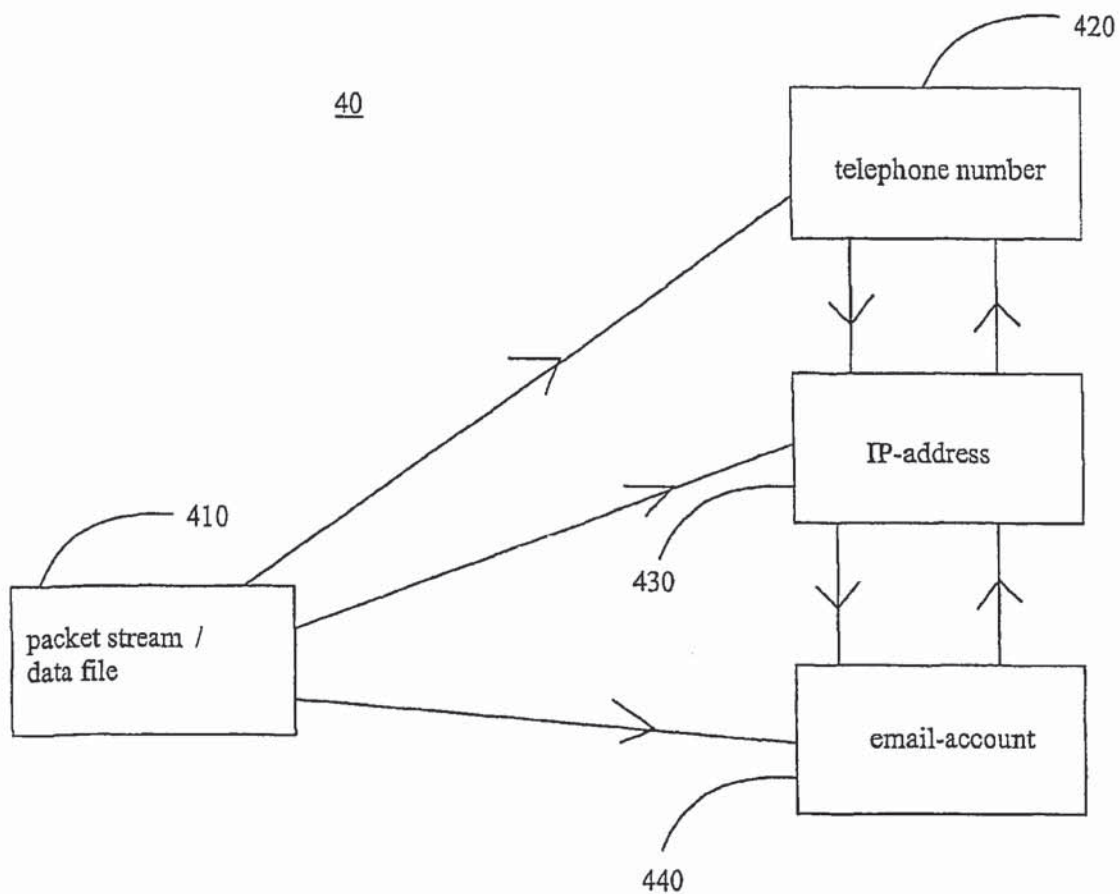 420
40
telephone number
IP-address
410
430
packet stream /
data file
email-account
440